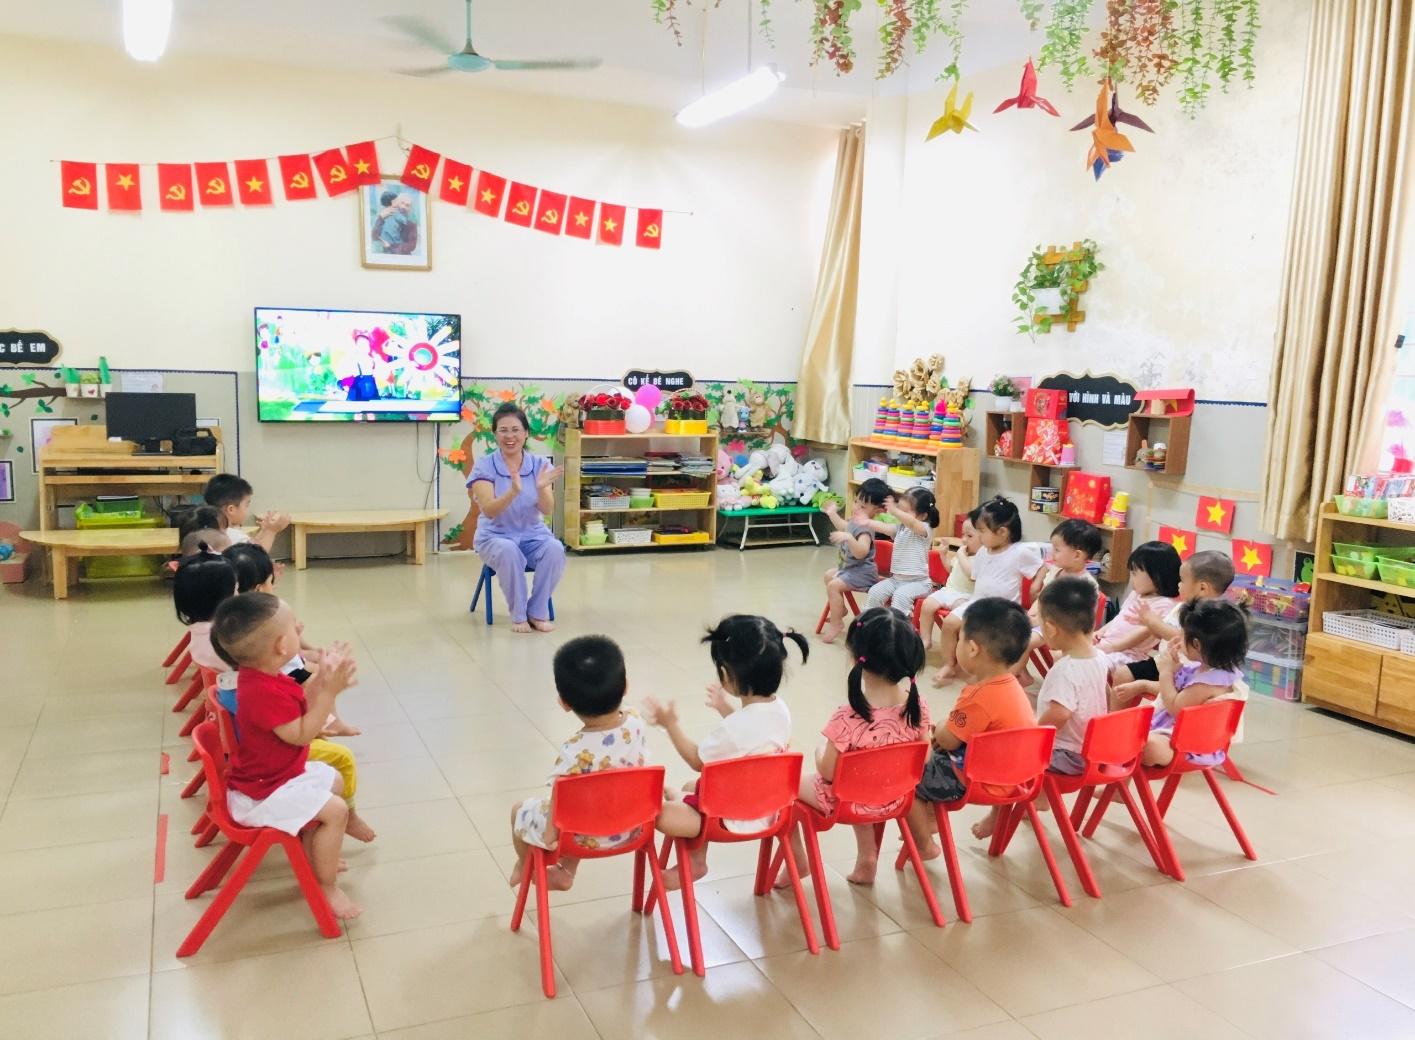 C BÉ EM
CÔ KỂ BÉ NGHE
VỚI HÌNH VÀ MÀU